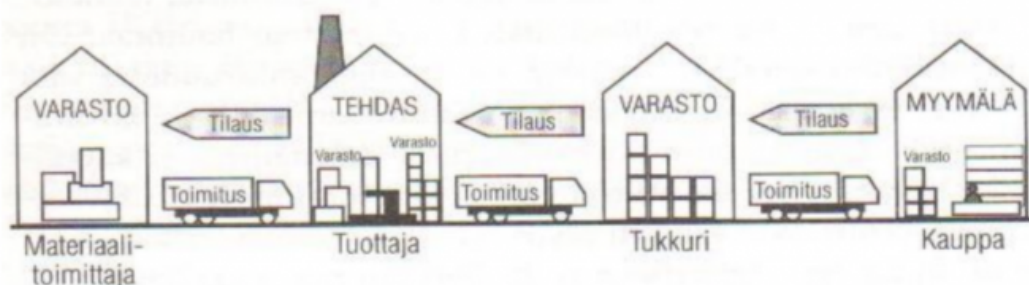 VARASTO
Tilaus
Toimitus
Materiaali-
toimittaja
TEHDAS
Varasto
Varasto
Tuottaja
Tilaus
Toimitus
VARASTO
Tukkuri
Tilaus
Toimitus
MYYMÄLÄ
Varasto
Kauppa